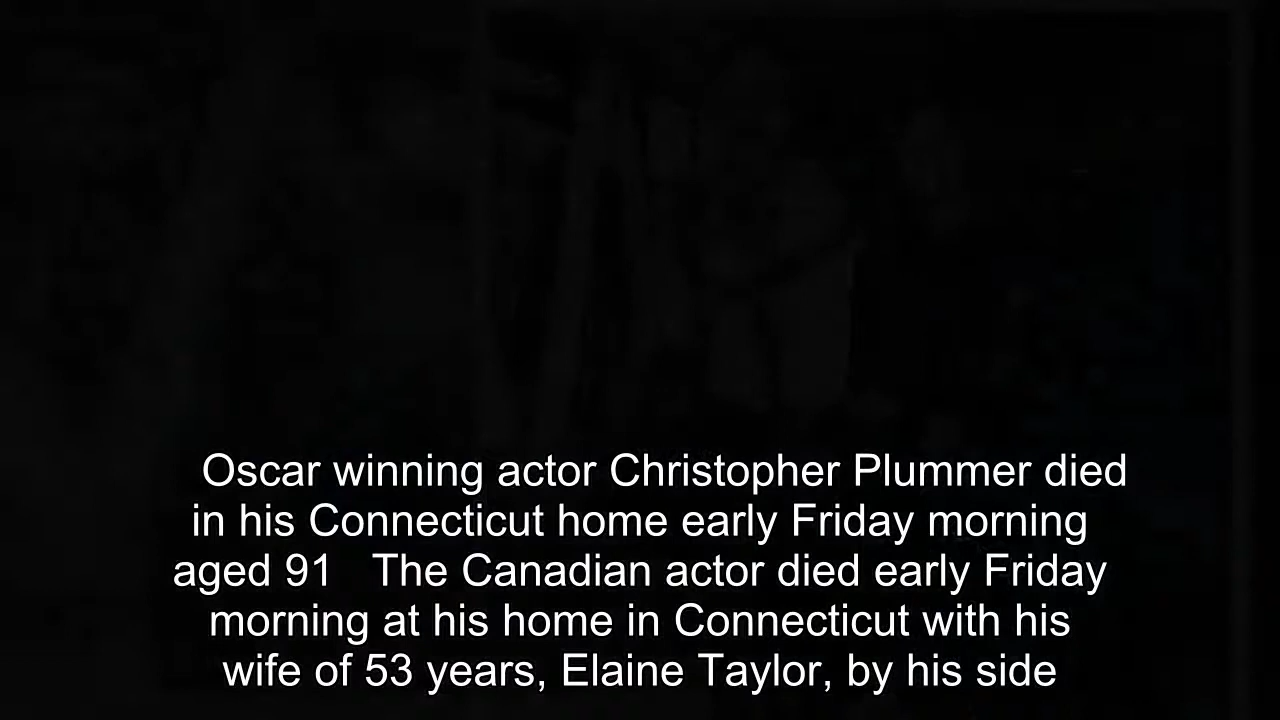 Oscar winning actor Christopher Plummer died
in his Connecticut home early Friday morning
aged 91 The Canadian actor died early Friday
morning at his home in Connecticut with his
wife of 53 years, Elaine Taylor, by his side